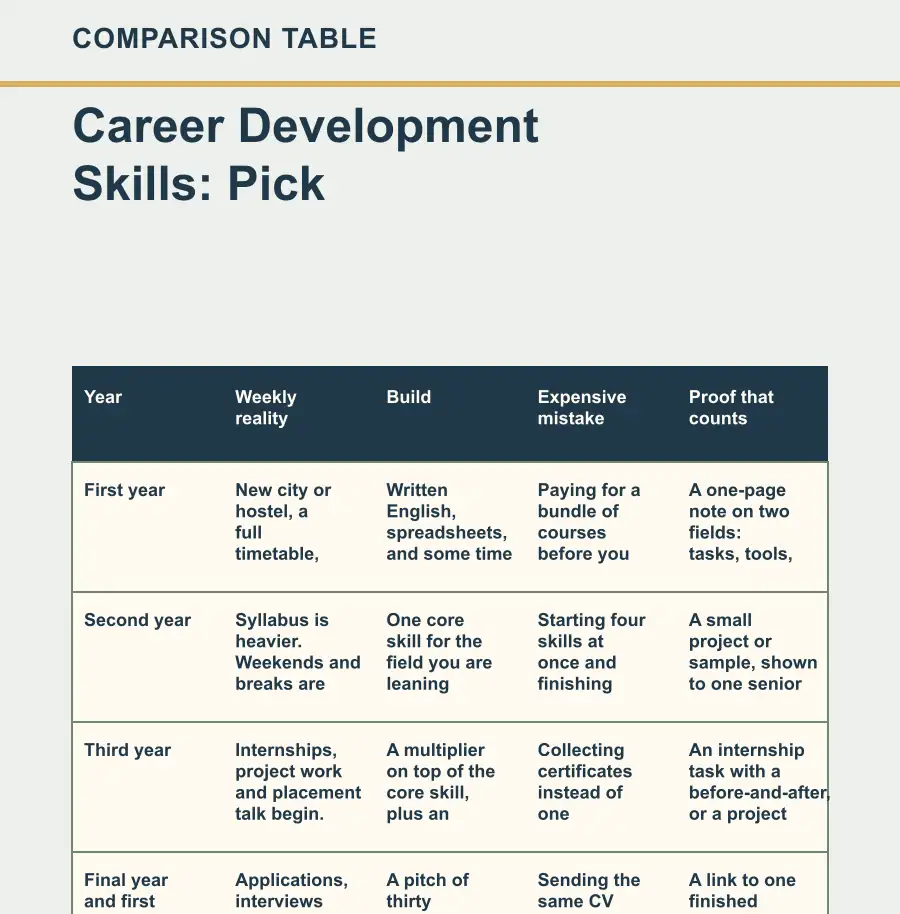 COMPARISON TABLE
Career Development
Skills: Pick
Year
Weekly
reality
Build
Expensive
mistake
Proof that
counts
First year
New city or
hostel, a
full
timetable,
Written
English,
spreadsheets,
and some time
Paying for a
bundle of
courses
before you
A one-page
note on two
fields:
tasks, tools,
Second year
Syllabus is
heavier.
Weekends and
breaks are
One core
skill for the
field you are
leaning
Starting four
skills at
once and
finishing
A small
project or
sample, shown
to one senior
Third year
Internships,
project work
and placement
talk begin.
A multiplier
on top of the
core skill,
plus an
Collecting
certificates
instead of
one
An internship
task with a
before-and-after,
or a project
Final year
and first
Applications,
interviews
A pitch of
thirty
Sending the
same CV
A link to one
finished